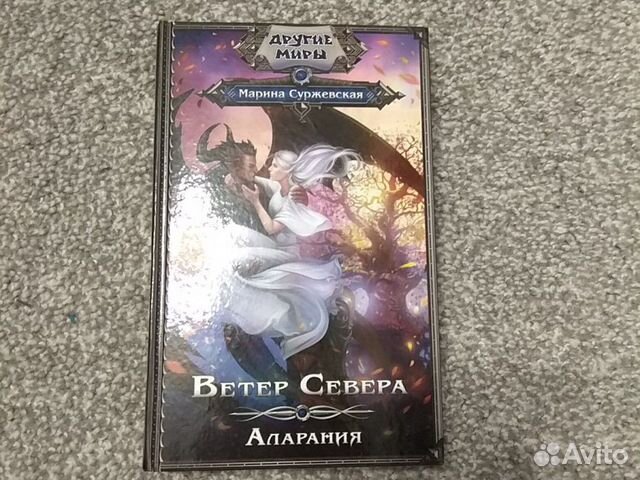 ДРУГИЕ
МИРЫ
Марина Суржевская
Ветер Севера
Аларания
Avito